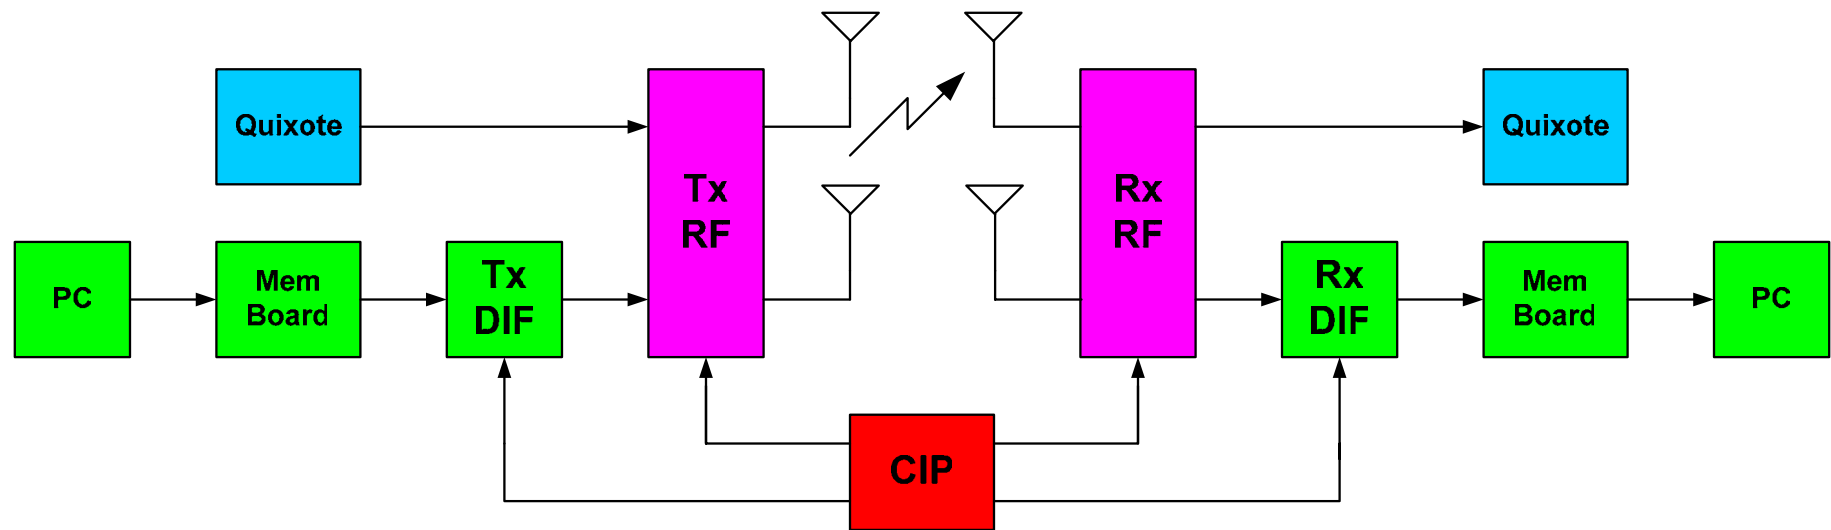 Quixote
Quixote
Tx
RF
Rx
RF
PC
Mem
Board
Tx
DIF
Rx
DIF
Mem
Board
PC
CIP